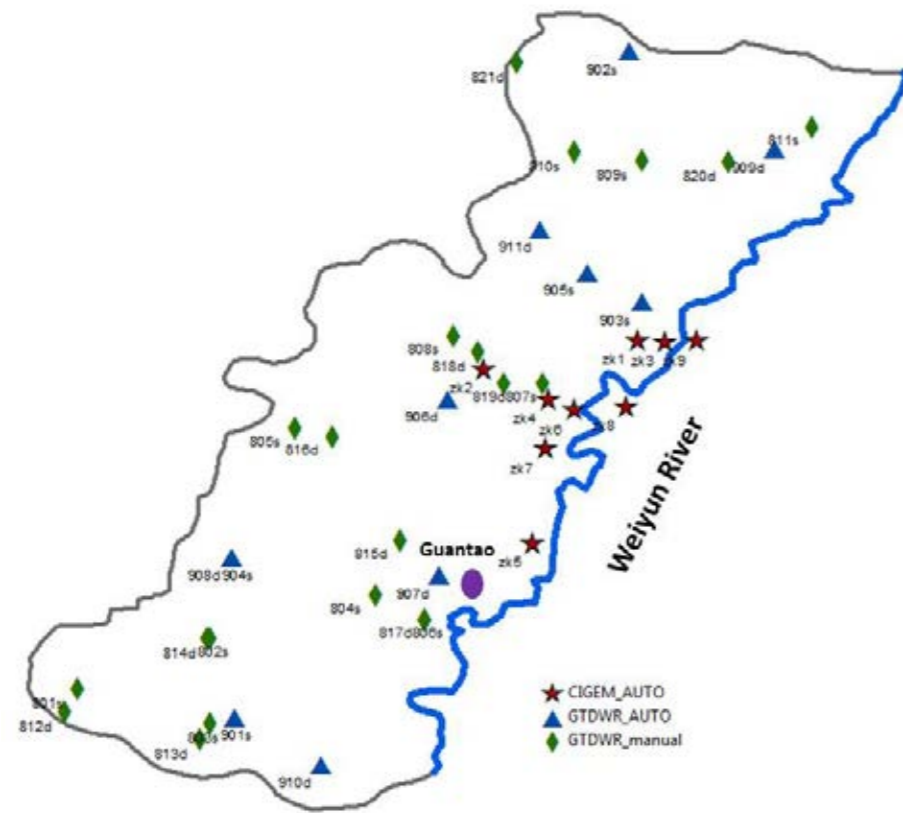 821d
902s
811s
810s
809s
820d
909d
911d
905s
903s
808s
818d
zk1
zk3
zk9
zk2
819d
807s
906d
zk4
zk6
zk8
805s
816d
zk7
Weiyun River
815d
Guantao
zk5
908d 904s
907d
804s
817d 806s
814d 802s
801s
812d
803s
901s
813d
910d
CIGEM_AUTO
GTDWR_AUTO
GTDWR_manual